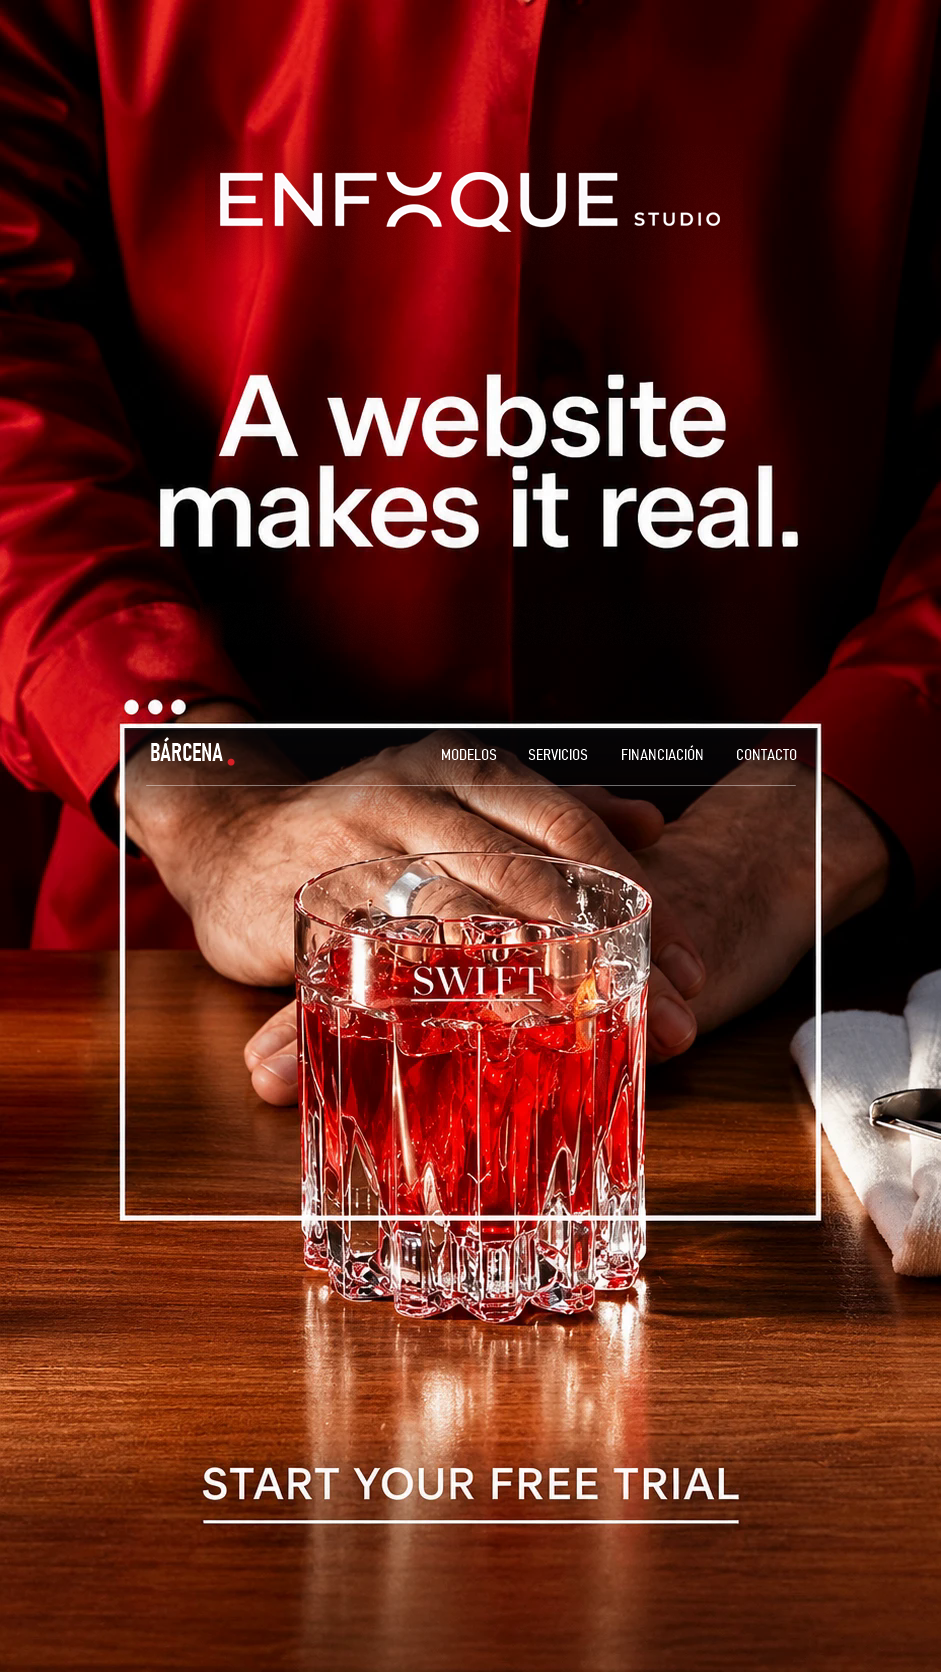 ENFOQUE STUDIO
A website
makes it real.
BÁRCENA.
MODELOS SERVICIOS FINANCIACIÓN CONTACTO
SWIFT
START YOUR FREE TRIAL